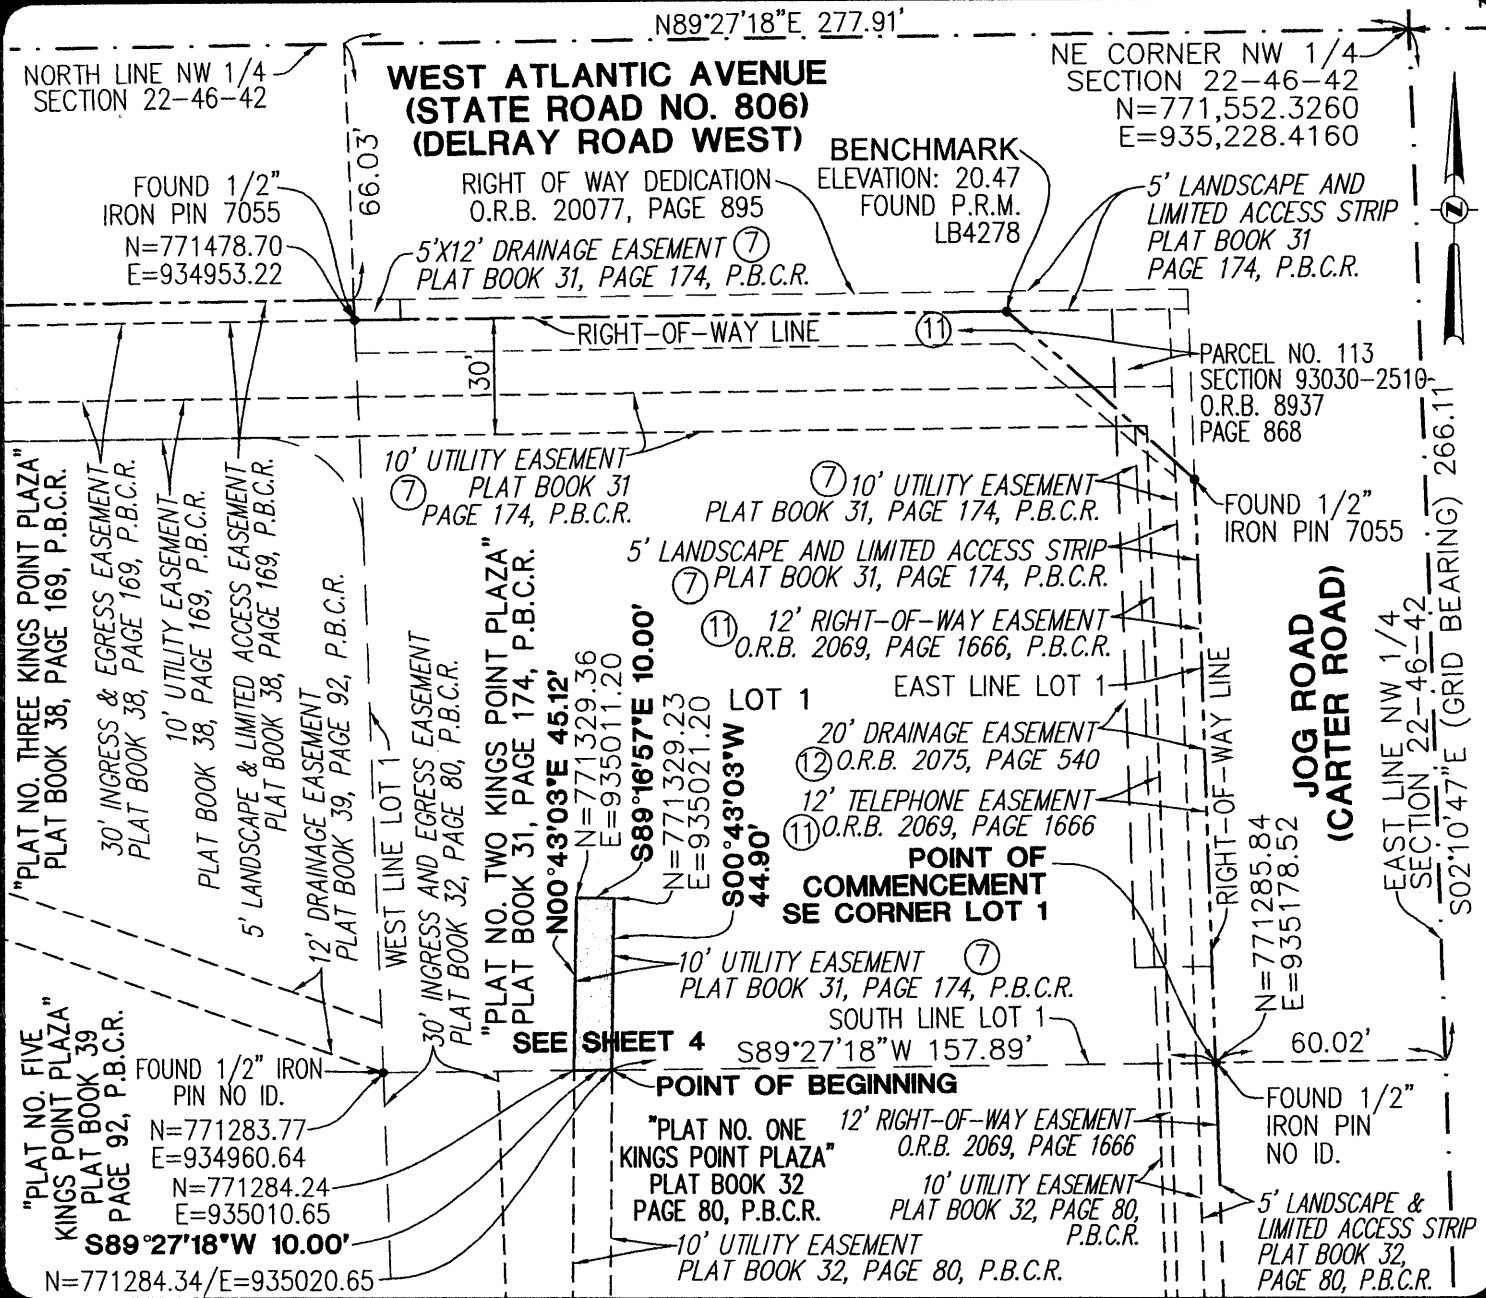 N89°27'18"E 277.91'
NORTH LINE NW 1/4
SECTION 22-46-42
WEST ATLANTIC AVENUE
(STATE ROAD NO. 806)
(DELRAY ROAD WEST)
NE CORNER NW 1/4
SECTION 22-46-42
N=771,552.3260
E=935,228.4160
66.03'
BENCHMARK
ELEVATION: 20.47
FOUND P.R.M.
LB4278
FOUND 1/2"
IRON PIN 7055
N=771478.70
E=934953.22
RIGHT OF WAY DEDICATION
O.R.B. 20077, PAGE 895
5'X12' DRAINAGE EASEMENT 7
PLAT BOOK 31, PAGE 174, P.B.C.R.
5' LANDSCAPE AND
LIMITED ACCESS STRIP
PLAT BOOK 31
PAGE 174, P.B.C.R.
N
RIGHT-OF-WAY LINE
11
30'
PARCEL NO. 113
SECTION 93030-2510
O.R.B. 8937
PAGE 868
10' UTILITY EASEMENT
7 PLAT BOOK 31
PAGE 174, P.B.C.R.
7 10' UTILITY EASEMENT
PLAT BOOK 31, PAGE 174, P.B.C.R.
FOUND 1/2"
IRON PIN 7055
5' LANDSCAPE AND LIMITED ACCESS STRIP
7 PLAT BOOK 31, PAGE 174, P.B.C.R.
11 12' RIGHT-OF-WAY EASEMENT
O.R.B. 2069, PAGE 1666, P.B.C.R.
EAST LINE LOT 1
LOT 1
20' DRAINAGE EASEMENT
12 O.R.B. 2075, PAGE 540
12' TELEPHONE EASEMENT
11 O.R.B. 2069, PAGE 1666
POINT OF
COMMENCEMENT
SE CORNER LOT 1
"PLAT NO. THREE KINGS POINT PLAZA"
PLAT BOOK 38, PAGE 169, P.B.C.R.
30' INGRESS & EGRESS EASEMENT
PLAT BOOK 38, PAGE 169, P.B.C.R.
10' UTILITY EASEMENT
PLAT BOOK 38, PAGE 169, P.B.C.R.
5' LANDSCAPE & LIMITED ACCESS EASEMENT
PLAT BOOK 38, PAGE 169, P.B.C.R.
12' DRAINAGE EASEMENT
PLAT BOOK 39, PAGE 92, P.B.C.R.
WEST LINE LOT 1
30' INGRESS AND EGRESS EASEMENT
PLAT BOOK 32, PAGE 80, P.B.C.R.
"PLAT NO. TWO KINGS POINT PLAZA"
PLAT BOOK 31, PAGE 174, P.B.C.R.
N00°43'03"E 45.12'
N=771329.36
E=935011.20
S89°16'57"E 10.00'
N=771329.23
E=935021.20
S00°43'03"W
44.90'
RIGHT-OF-WAY LINE
N=771285.84
E=935178.52
JOG ROAD
(CARTER ROAD)
EAST LINE NW 1/4
SECTION 22-46-42
S02°10'47"E (GRID BEARING) 266.11
10' UTILITY EASEMENT 7
PLAT BOOK 31, PAGE 174, P.B.C.R.
SOUTH LINE LOT 1
SEE SHEET 4
S89°27'18"W 157.89'
60.02'
POINT OF BEGINNING
"PLAT NO. FIVE
KINGS POINT PLAZA"
PLAT BOOK 39
PAGE 92, P.B.C.R.
FOUND 1/2" IRON
PIN NO ID.
N=771283.77
E=934960.64
N=771284.24
E=935010.65
S89°27'18"W 10.00'
N=771284.34/E=935020.65
"PLAT NO. ONE
KINGS POINT PLAZA"
PLAT BOOK 32
PAGE 80, P.B.C.R.
10' UTILITY EASEMENT
PLAT BOOK 32, PAGE 80, P.B.C.R.
12' RIGHT-OF-WAY EASEMENT
O.R.B. 2069, PAGE 1666
10' UTILITY EASEMENT
PLAT BOOK 32, PAGE 80,
P.B.C.R.
FOUND 1/2"
IRON PIN
NO ID.
5' LANDSCAPE &
LIMITED ACCESS STRIP
PLAT BOOK 32,
PAGE 80, P.B.C.R.